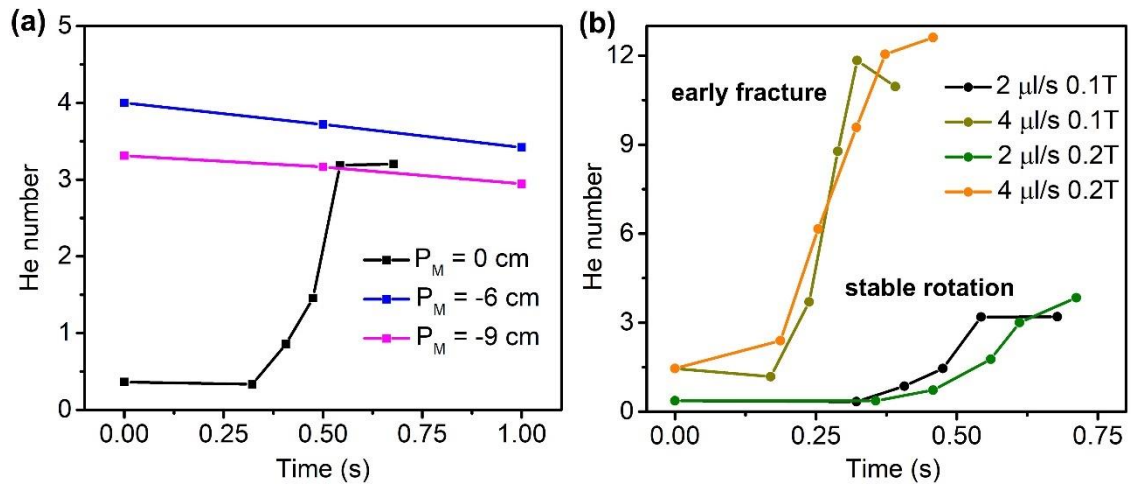 (a)
5
4
3
2
1
0
He number
P_M = 0 cm
P_M = -6 cm
P_M = -9 cm
0.00 0.25 0.50 0.75 1.00
Time (s)
(b)
12
9
6
3
0
He number
early fracture
2 μl/s 0.1T
4 μl/s 0.1T
2 μl/s 0.2T
4 μl/s 0.2T
stable rotation
0.00 0.25 0.50 0.75
Time (s)